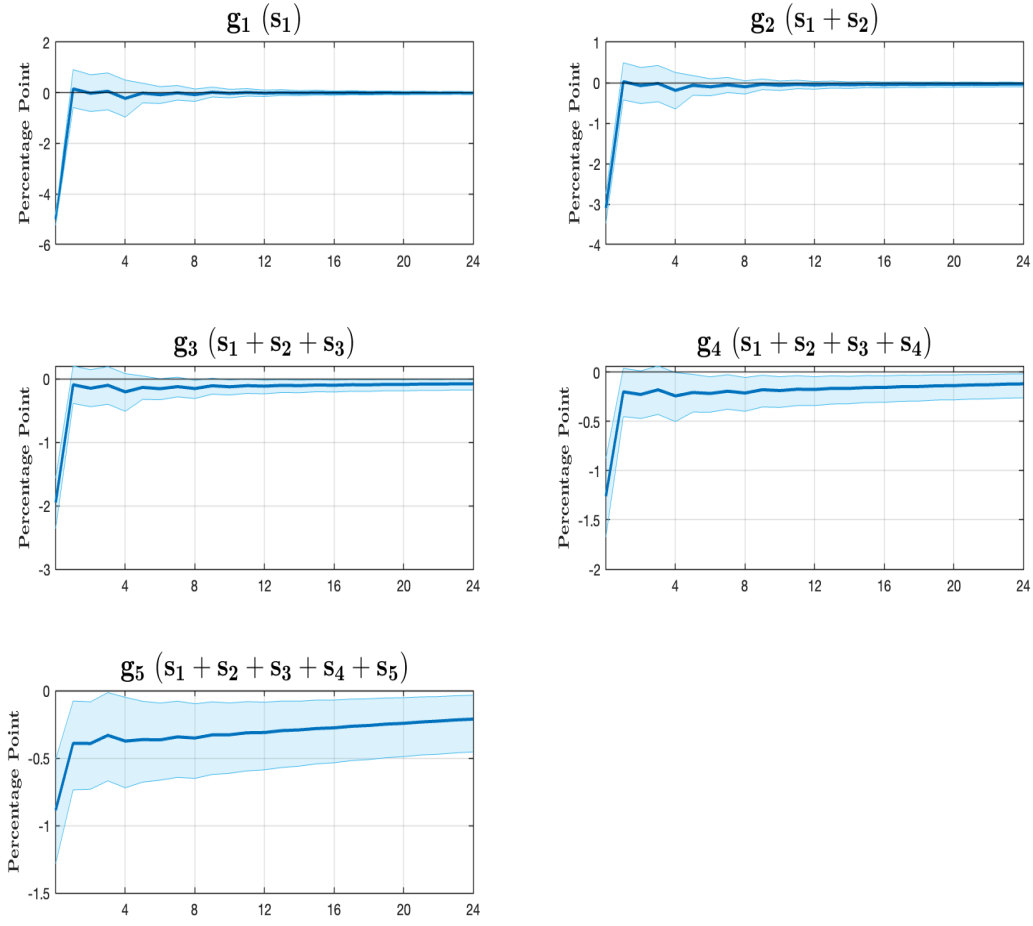 g₁ (s₁)
Percentage Point
2
0
-2
-4
-6
4 8 12 16 20 24
g₂ (s₁ + s₂)
Percentage Point
1
0
-1
-2
-3
-4
4 8 12 16 20 24
g₃ (s₁ + s₂ + s₃)
Percentage Point
0
-1
-2
-3
4 8 12 16 20 24
g₄ (s₁ + s₂ + s₃ + s₄)
Percentage Point
0
-0.5
-1
-1.5
-2
4 8 12 16 20 24
g₅ (s₁ + s₂ + s₃ + s₄ + s₅)
Percentage Point
0
-0.5
-1
-1.5
4 8 12 16 20 24